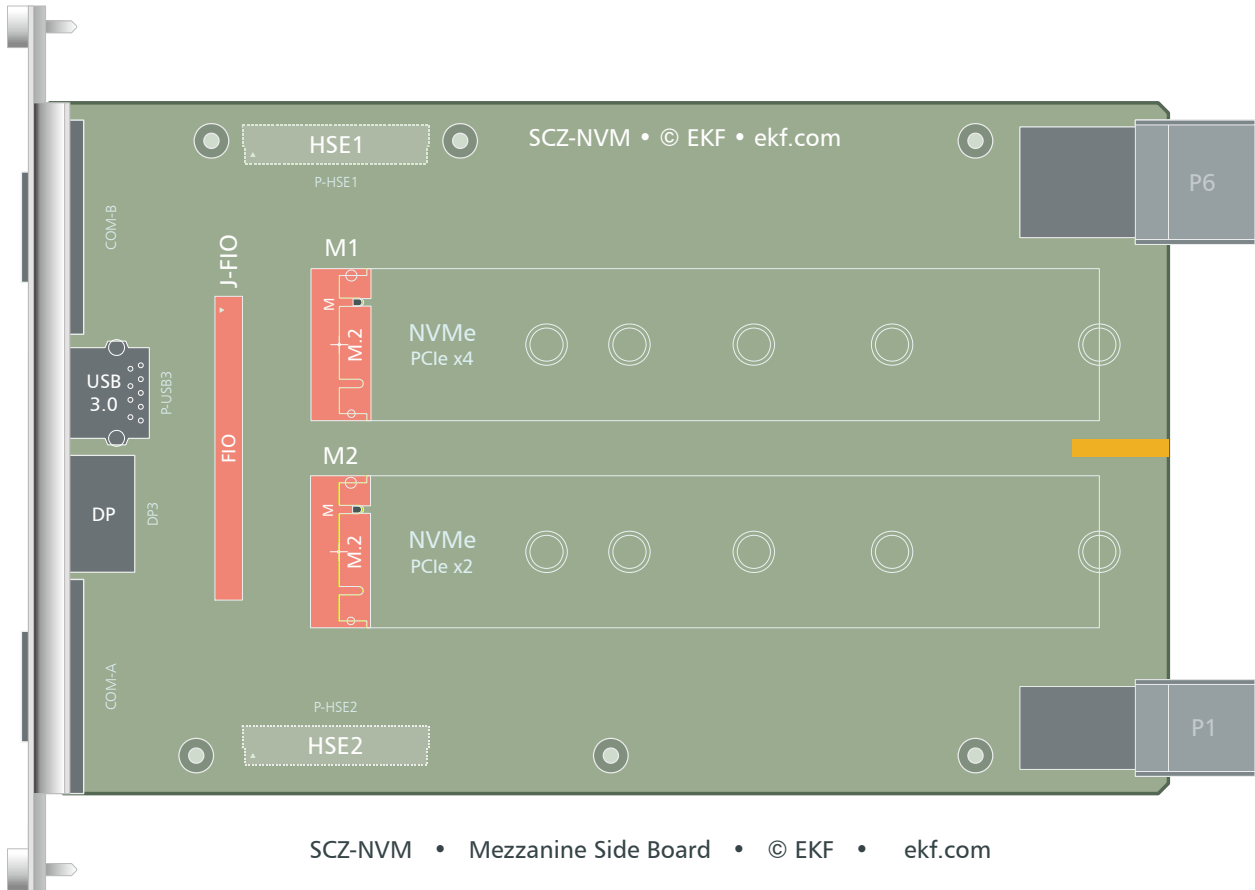 HSE1
SCZ-NVM • © EKF • ekf.com
P-HSE1
P6
COM-B
J-FIO
M1
M
M.2
NVMe
PCIe x4
USB
3.0
P-USB3
FIO
M2
M
M.2
NVMe
PCIe x2
DP
DP3
COM-A
P-HSE2
HSE2
P1
SCZ-NVM • Mezzanine Side Board • © EKF • ekf.com